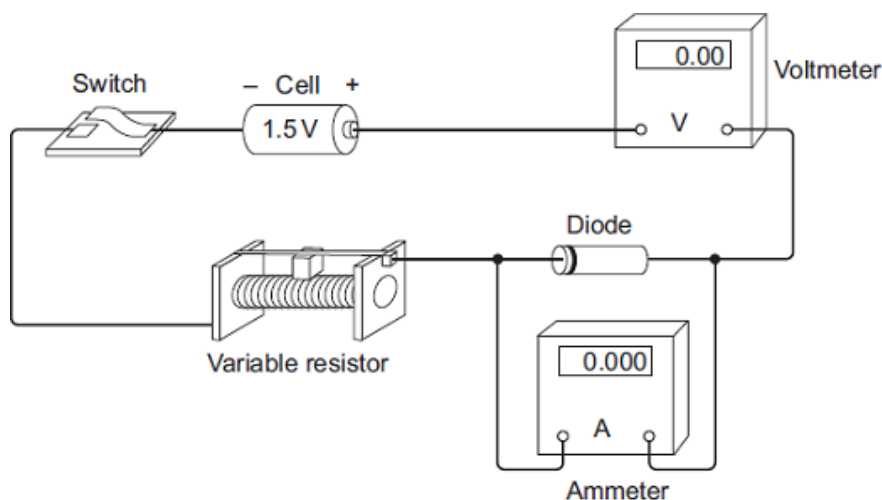 Switch
– Cell +
1.5 V
0.00
V
Voltmeter
Diode
Variable resistor
0.000
A
Ammeter